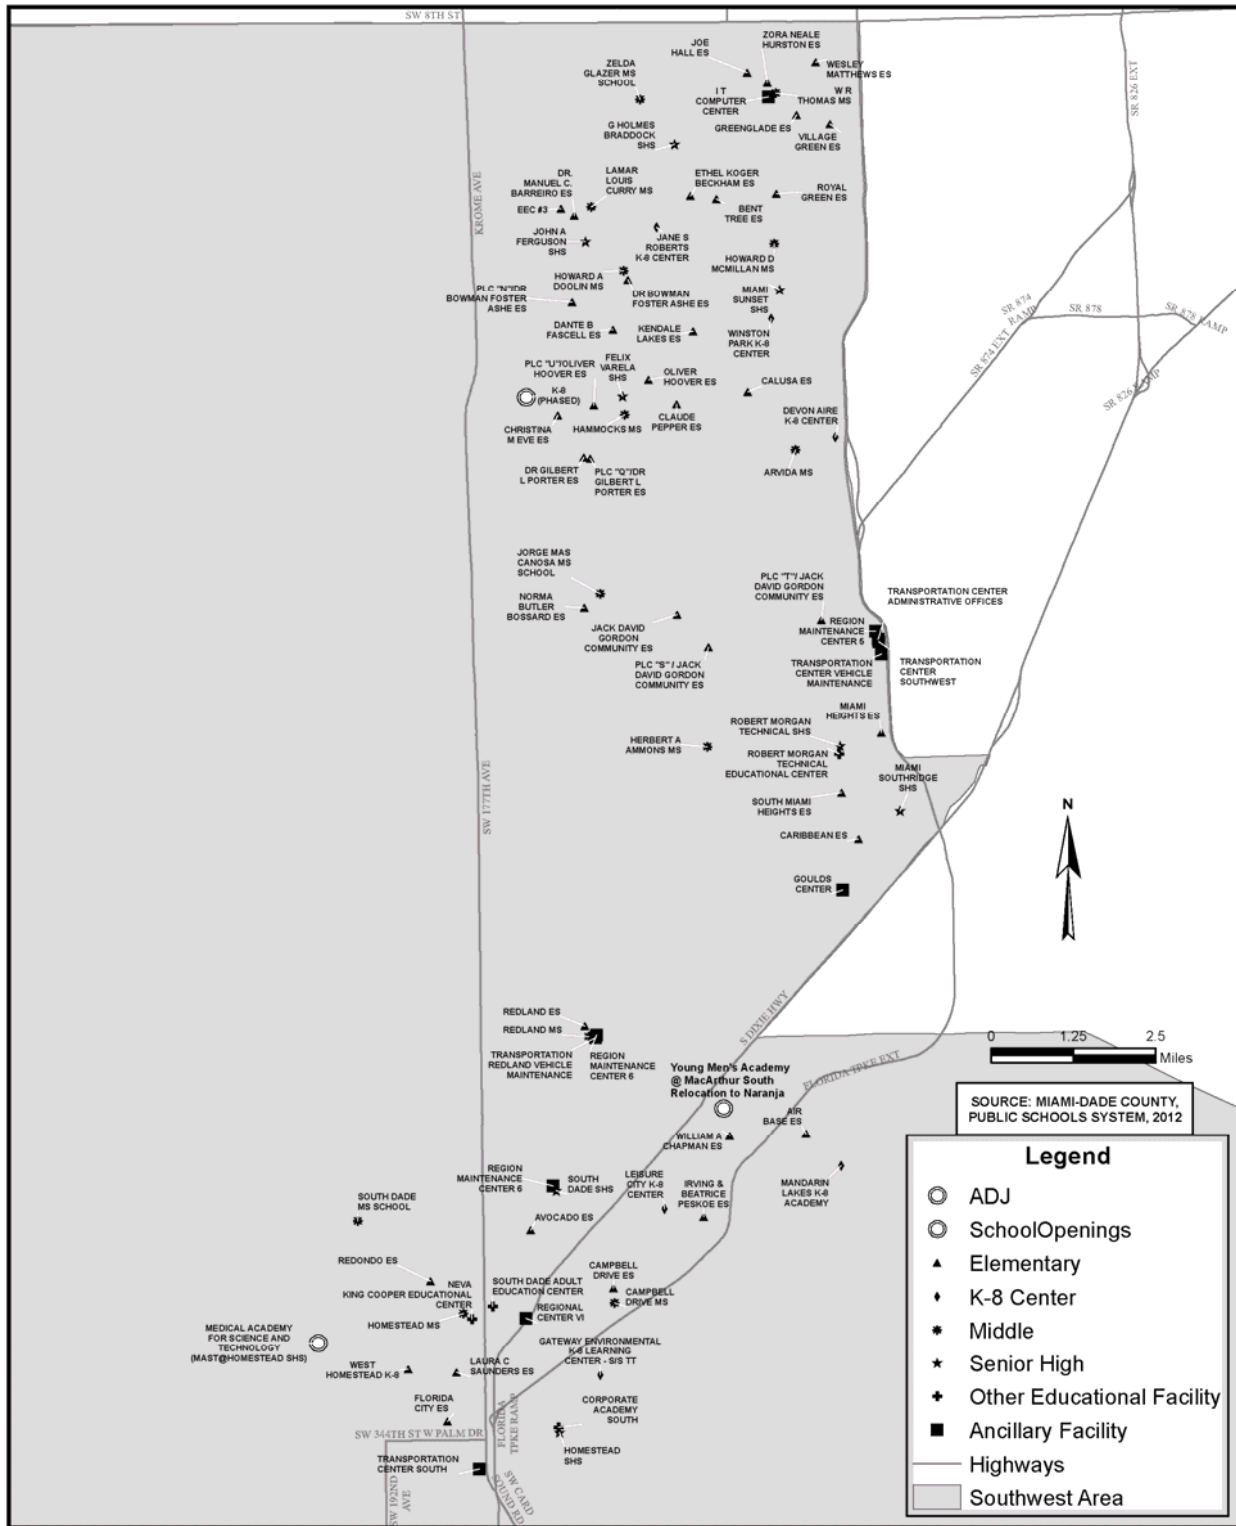 SW 8TH ST
ZORA NEALE
HURSTON ES
JOE
HALL ES
WESLEY
MATTHEWS ES
ZELDA
GLAZER MS
SCHOOL
I T
COMPUTER
CENTER
W R
THOMAS MS
SR 826 EXT
GREENGLADE ES
VILLAGE
GREEN ES
G HOLMES
BRADDOCK
SHS
DR.
MANUEL C.
BARREIRO ES
LAMAR
LOUIS
CURRY MS
ETHEL KOGER
BECKHAM ES
ROYAL
GREEN ES
EEC #3
BENT
TREE ES
KROME AVE
JOHN A
FERGUSON
SHS
JANE S
ROBERTS
K-8 CENTER
HOWARD D
MCMILLAN MS
HOWARD A
DOOLIN MS
PLC "N"/DR
BOWMAN FOSTER
ASHE ES
DR BOWMAN
FOSTER ASHE ES
MIAMI
SUNSET
SHS
SR 874
RAMP
SR 878
SR 878 RAMP
DANTE B
FASCELL ES
KENDALE
LAKES ES
WINSTON
PARK K-8
CENTER
SR 874 EXT
PLC "U"/OLIVER
HOOVER ES
FELIX
VARELA
SHS
OLIVER
HOOVER ES
CALUSA ES
SR 826 RAMP
K-8
(PHASED)
CHRISTINA
M EVE ES
HAMMOCKS MS
CLAUDE
PEPPER ES
DEVON AIRE
K-8 CENTER
DR GILBERT
L PORTER ES
PLC "Q"/DR
GILBERT L
PORTER ES
ARVIDA MS
JORGE MAS
CANOSA MS
SCHOOL
NORMA
BUTLER
BOSSARD ES
JACK DAVID
GORDON
COMMUNITY ES
PLC "T"/ JACK
DAVID GORDON
COMMUNITY ES
TRANSPORTATION CENTER
ADMINISTRATIVE OFFICES
REGION
MAINTENANCE
CENTER 5
PLC "S" / JACK
DAVID GORDON
COMMUNITY ES
TRANSPORTATION
CENTER VEHICLE
MAINTENANCE
TRANSPORTATION
CENTER
SOUTHWEST
MIAMI
HEIGHTS ES
HERBERT A
AMMONS MS
ROBERT MORGAN
TECHNICAL SHS
ROBERT MORGAN
TECHNICAL
EDUCATIONAL CENTER
MIAMI
SOUTHRIDGE
SHS
SW 177TH AVE
SOUTH MIAMI
HEIGHTS ES
N
CARIBBEAN ES
GOULDS
CENTER
REDLAND ES
REDLAND MS
TRANSPORTATION
REDLAND VEHICLE
MAINTENANCE
REGION
MAINTENANCE
CENTER 6
S DIXIE HWY
0 1.25 2.5
Miles
Young Men's Academy
@ MacArthur South
Relocation to Naranja
FLORIDA TPKE EXT
SOURCE: MIAMI-DADE COUNTY,
PUBLIC SCHOOLS SYSTEM, 2012
AIR
BASE ES
WILLIAM A
CHAPMAN ES
REGION
MAINTENANCE
CENTER 6
SOUTH
DADE SHS
LEISURE
CITY K-8
CENTER
IRVING &
BEATRICE
PESKOE ES
MANDARIN
LAKES K-8
ACADEMY
SOUTH DADE
MS SCHOOL
AVOCADO ES
REDONDO ES
NEVA
KING COOPER EDUCATIONAL
CENTER
SOUTH DADE ADULT
EDUCATION CENTER
CAMPBELL
DRIVE ES
CAMPBELL
DRIVE MS
HOMESTEAD MS
REGIONAL
CENTER VI
MEDICAL ACADEMY
FOR SCIENCE AND
TECHNOLOGY
(MAST@HOMESTEAD SHS)
GATEWAY ENVIRONMENTAL
K-8 LEARNING
CENTER - S/S TT
WEST
HOMESTEAD K-8
LAURA C
SAUNDERS ES
FLORIDA
CITY ES
CORPORATE
ACADEMY
SOUTH
FLORIDA
TPKE RAMP
SW 344TH ST W PALM DR
HOMESTEAD
SHS
TRANSPORTATION
CENTER SOUTH
SW 192ND
AVE
SW CARD
SOUND RD
Legend
ADJ
SchoolOpenings
Elementary
K-8 Center
Middle
Senior High
Other Educational Facility
Ancillary Facility
Highways
Southwest Area